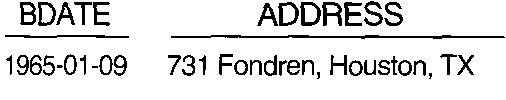 BDATE ADDRESS
1965-01-09 731 Fondren, Houston, TX